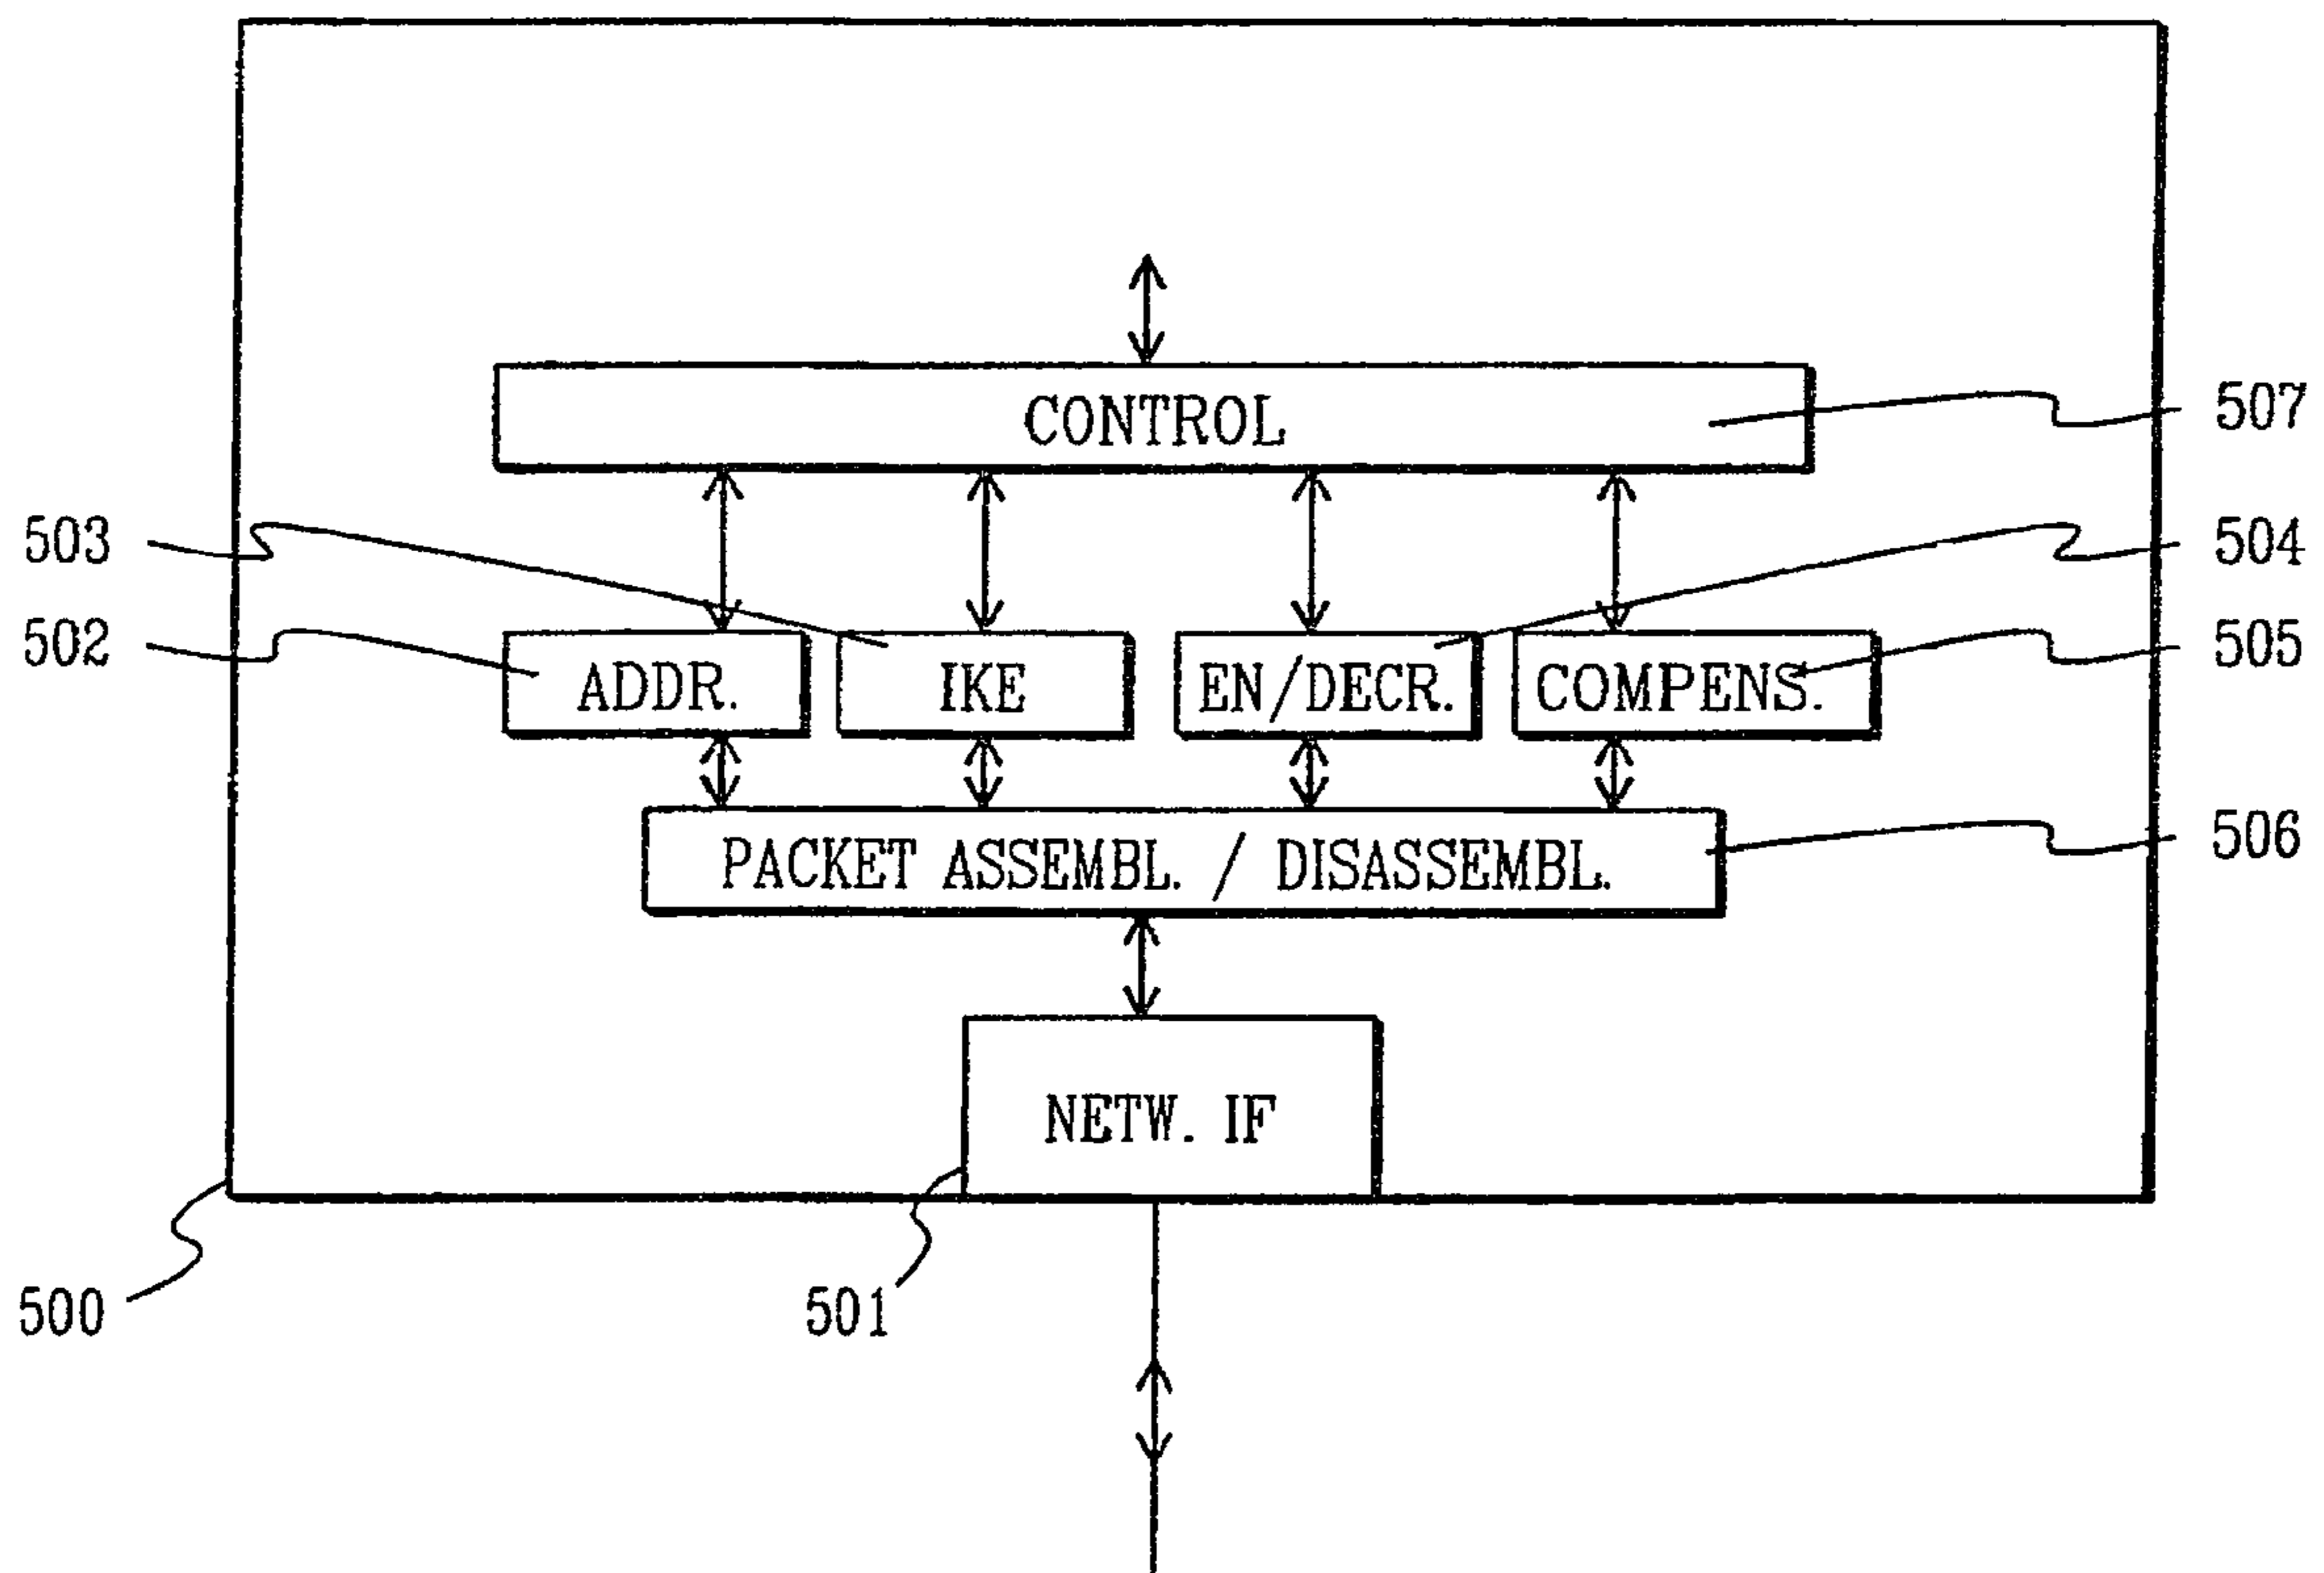 CONTROL
507
503
504
502
ADDR.
IKE
EN/DECR.
COMPENS.
505
PACKET ASSEMBL. / DISASSEMBL.
506
NETW. IF
500
501